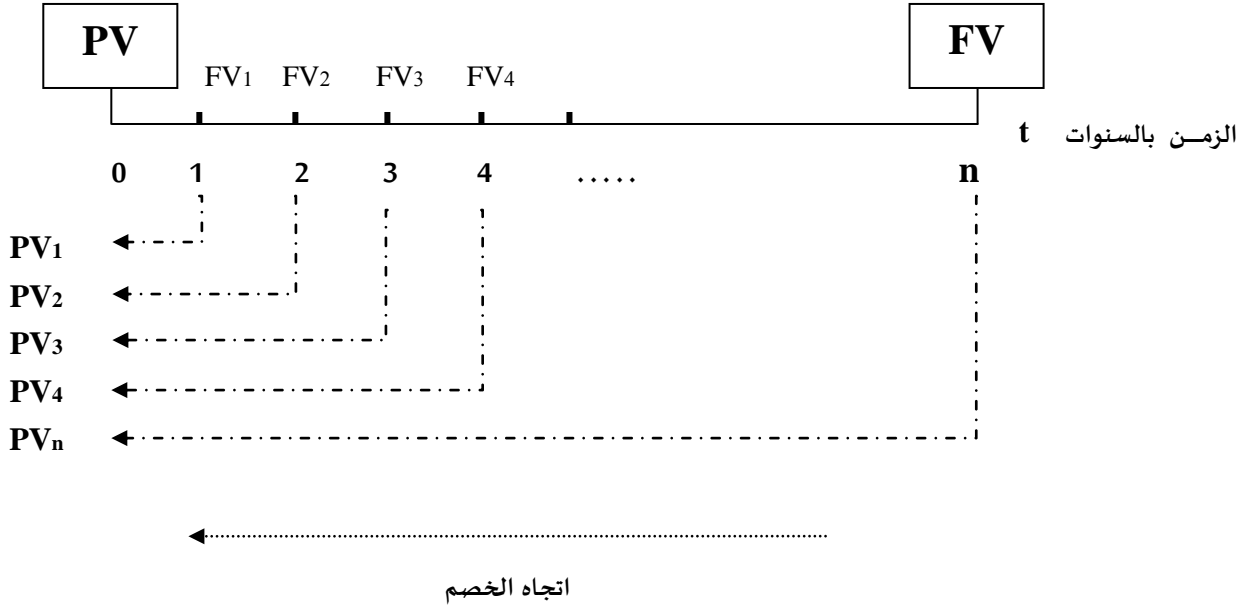 PV FV
FV1 FV2 FV3 FV4
الزمــن بالسنوات t
0 1 2 3 4 ..... n
PV1
PV2
PV3
PV4
PVn
اتجاه الخصم